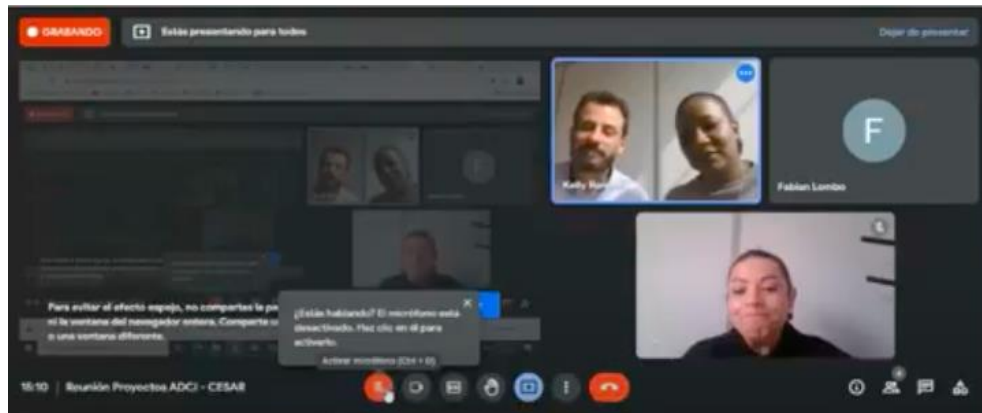 GRABANDO
Estás presentando para todos
Dejar de presentar
F
Kelly
Fabian Lombo
Para evitar el efecto espejo, no compartas la
ni la ventana del navegador entera. Comparte
o una ventana diferente.
¿Estás hablando? El micrófono está
desactivado. Haz clic en él para
activarlo.
Activar micrófono (Ctrl + D)
15:10 | Reunión Proyectos ADCI - CESAR
4